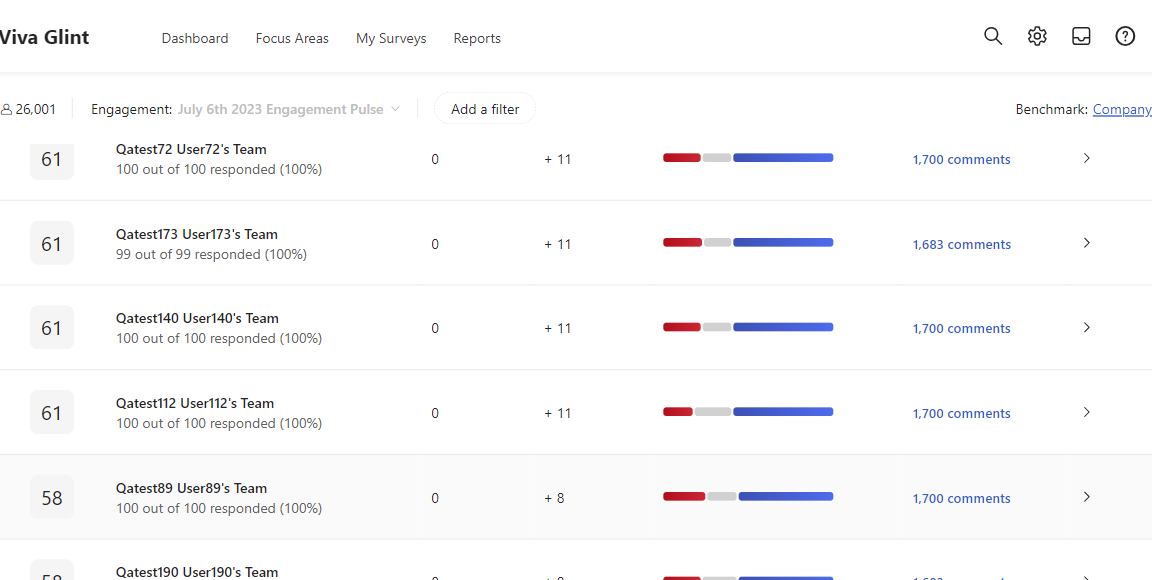 Viva Glint
Dashboard Focus Areas My Surveys Reports
26,001 Engagement: July 6th 2023 Engagement Pulse Add a filter Benchmark: Company
61 Qatest72 User72's Team 0 + 11 1,700 comments
100 out of 100 responded (100%)
61 Qatest173 User173's Team 0 + 11 1,683 comments
99 out of 99 responded (100%)
61 Qatest140 User140's Team 0 + 11 1,700 comments
100 out of 100 responded (100%)
61 Qatest112 User112's Team 0 + 11 1,700 comments
100 out of 100 responded (100%)
58 Qatest89 User89's Team 0 + 8 1,700 comments
100 out of 100 responded (100%)
Qatest190 User190's Team